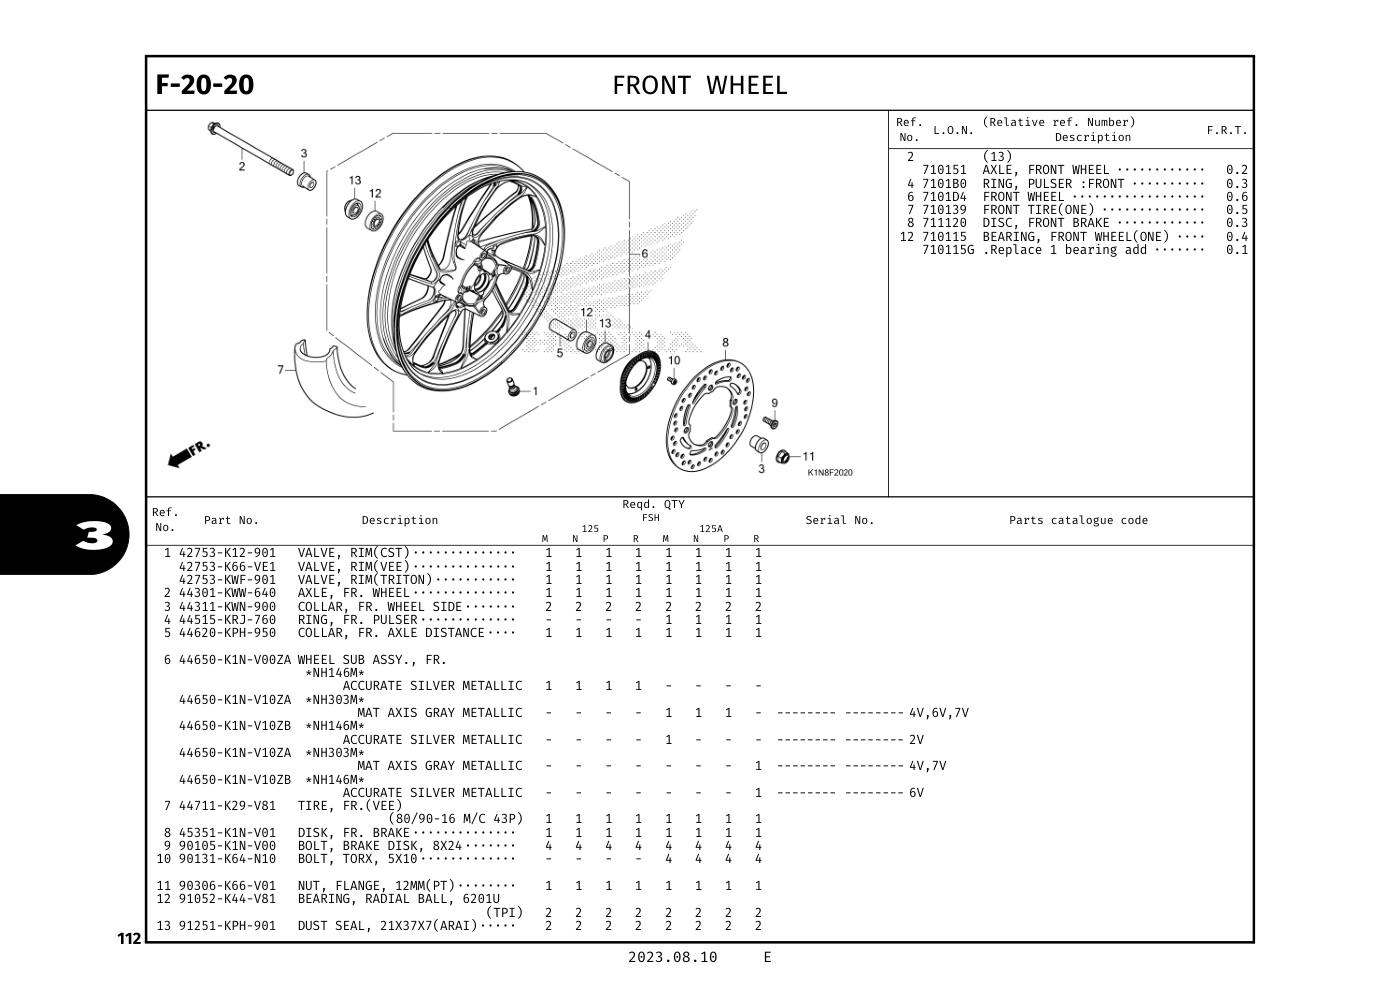 F-20-20
FRONT WHEEL
2
3
13
12
6
12
13
5
4
10
8
7
1
9
3
11
FR.
HONDA
K1N8F2020
Ref. No. L.O.N. (Relative ref. Number) Description F.R.T.
2 (13)
710151 AXLE, FRONT WHEEL ············ 0.2
4 7101B0 RING, PULSER :FRONT ·········· 0.3
6 7101D4 FRONT WHEEL ·················· 0.6
7 710139 FRONT TIRE(ONE) ·············· 0.5
8 711120 DISC, FRONT BRAKE ············ 0.3
12 710115 BEARING, FRONT WHEEL(ONE) ···· 0.4
710115G .Replace 1 bearing add ······· 0.1
Ref. No. Part No. Description Reqd. QTY Serial No. Parts catalogue code
FSH
125 125A
M N P R M N P R
1 42753-K12-901 VALVE, RIM(CST)·············· 1 1 1 1 1 1 1 1
42753-K66-VE1 VALVE, RIM(VEE)·············· 1 1 1 1 1 1 1 1
42753-KWF-901 VALVE, RIM(TRITON)··········· 1 1 1 1 1 1 1 1
2 44301-KWW-640 AXLE, FR. WHEEL·············· 1 1 1 1 1 1 1 1
3 44311-KWN-900 COLLAR, FR. WHEEL SIDE······· 2 2 2 2 2 2 2 2
4 44515-KRJ-760 RING, FR. PULSER············· - - - - 1 1 1 1
5 44620-KPH-950 COLLAR, FR. AXLE DISTANCE···· 1 1 1 1 1 1 1 1
6 44650-K1N-V00ZA WHEEL SUB ASSY., FR.
*NH146M*
ACCURATE SILVER METALLIC 1 1 1 1 - - - -
44650-K1N-V10ZA *NH303M*
MAT AXIS GRAY METALLIC - - - - 1 1 1 - -------- -------- 4V,6V,7V
44650-K1N-V10ZB *NH146M*
ACCURATE SILVER METALLIC - - - - 1 - - - -------- -------- 2V
44650-K1N-V10ZA *NH303M*
MAT AXIS GRAY METALLIC - - - - - - - 1 -------- -------- 4V,7V
44650-K1N-V10ZB *NH146M*
ACCURATE SILVER METALLIC - - - - - - - 1 -------- -------- 6V
7 44711-K29-V81 TIRE, FR.(VEE)
(80/90-16 M/C 43P) 1 1 1 1 1 1 1 1
8 45351-K1N-V01 DISK, FR. BRAKE·············· 1 1 1 1 1 1 1 1
9 90105-K1N-V00 BOLT, BRAKE DISK, 8X24······· 4 4 4 4 4 4 4 4
10 90131-K64-N10 BOLT, TORX, 5X10············· - - - - 4 4 4 4
11 90306-K66-V01 NUT, FLANGE, 12MM(PT)········ 1 1 1 1 1 1 1 1
12 91052-K44-V81 BEARING, RADIAL BALL, 6201U
(TPI) 2 2 2 2 2 2 2 2
13 91251-KPH-901 DUST SEAL, 21X37X7(ARAI)····· 2 2 2 2 2 2 2 2
3
112
2023.08.10 E